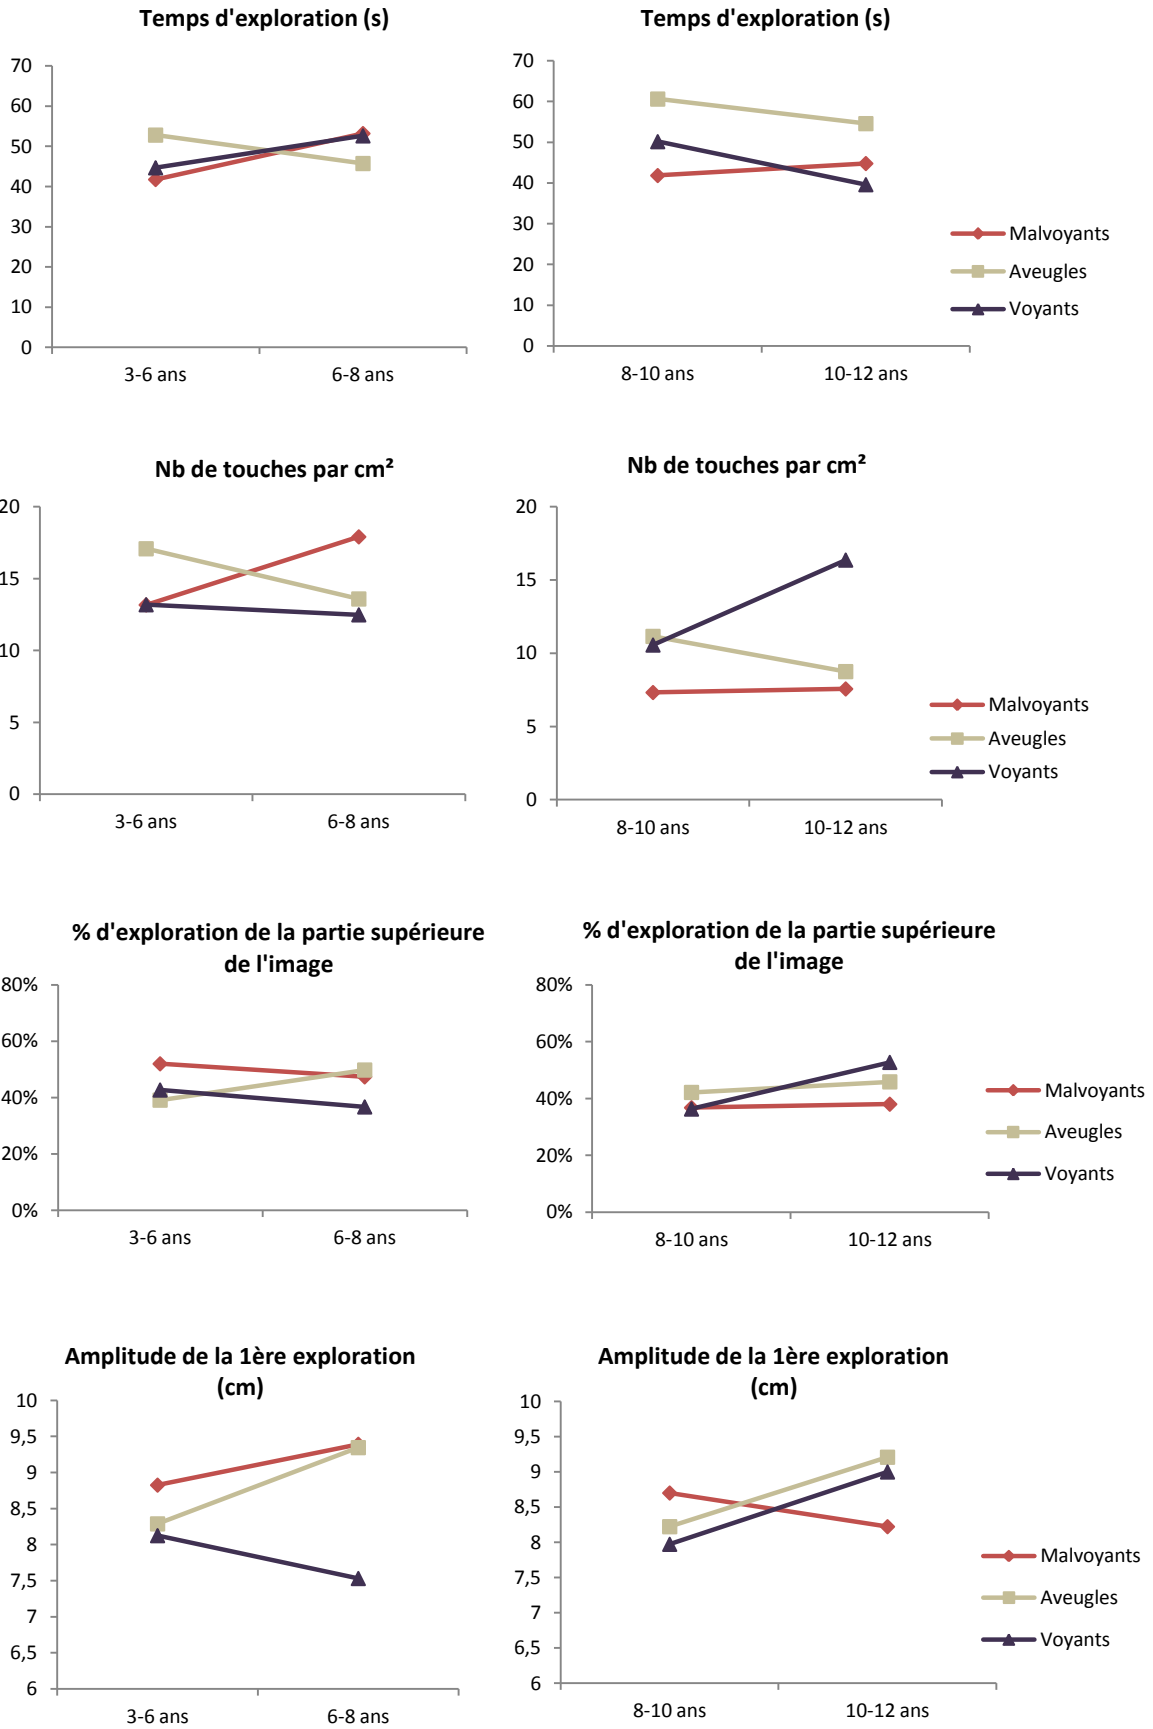 Temps d'exploration (s)
70
60
50
40
30
20
10
0
3-6 ans
6-8 ans
Temps d'exploration (s)
70
60
50
40
30
20
10
0
8-10 ans
10-12 ans
Malvoyants
Aveugles
Voyants
Nb de touches par cm²
20
15
10
5
0
3-6 ans
6-8 ans
Nb de touches par cm²
20
15
10
5
0
8-10 ans
10-12 ans
Malvoyants
Aveugles
Voyants
% d'exploration de la partie supérieure
de l'image
80%
60%
40%
20%
0%
3-6 ans
6-8 ans
% d'exploration de la partie supérieure
de l'image
80%
60%
40%
20%
0%
8-10 ans
10-12 ans
Malvoyants
Aveugles
Voyants
Amplitude de la 1ère exploration
(cm)
10
9,5
9
8,5
8
7,5
7
6,5
6
3-6 ans
6-8 ans
Amplitude de la 1ère exploration
(cm)
10
9,5
9
8,5
8
7,5
7
6,5
6
8-10 ans
10-12 ans
Malvoyants
Aveugles
Voyants